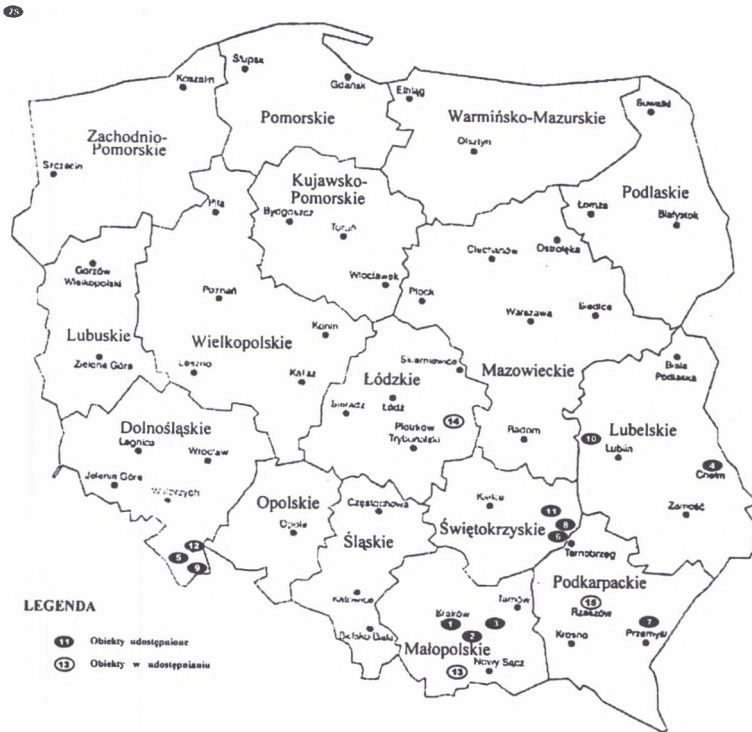 Słupsk
Koszalin
Gdańsk
Elbląg
Suwałki
Pomorskie
Warmińsko-Mazurskie
Zachodnio-
Pomorskie
Olsztyn
Szczecin
Kujawsko-
Pomorskie
Podlaskie
Piła
Bydgoszcz
Toruń
Łomża
Białystok
Ostrołęka
Ciechanów
Gorzów
Wielkopolski
Włocławek
Płock
Poznań
Warszawa
Siedlce
Konin
Lubuskie
Wielkopolskie
Zielona Góra
Leszno
Kalisz
Skierniewice
Mazowieckie
Biała
Podlaska
Łódzkie
Łódź
Sieradz
Dolnośląskie
Piotrków
Trybunalski
14
Radom
Lubelskie
10
Lublin
Legnica
Wrocław
4
Chełm
Jelenia Góra
Wałbrzych
Opolskie
Opole
Częstochowa
Śląskie
Kielce
11
Świętokrzyskie
8
6
Tarnobrzeg
Zamość
12
5
9
Podkarpackie
Katowice
Kraków
Tarnów
15
Rzeszów
LEGENDA
1
3
2
7
Bielsko Biała
Małopolskie
Krosno
Przemyśl
13
Nowy Sącz
11 Obiekty udostępnione
13 Obiekty w udostępnianiu